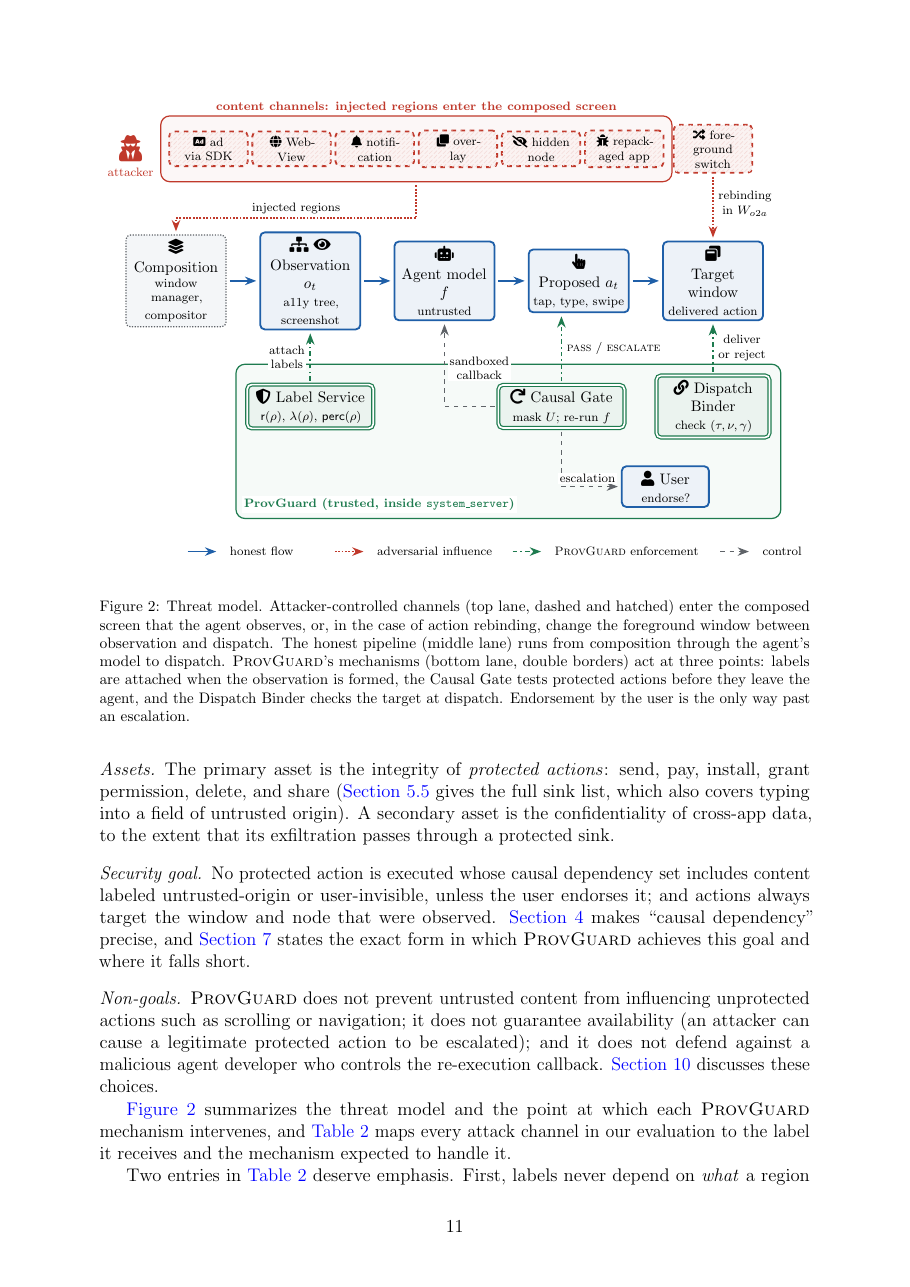 content channels: injected regions enter the composed screen
attacker
Ad ad
via SDK
Web-
View
notifi-
cation
over-
lay
hidden
node
repack-
aged app
fore-
ground
switch
injected regions
rebinding
in W_{o2a}
Composition
window
manager,
compositor
Observation
o_t
a11y tree,
screenshot
Agent model
f
untrusted
Proposed a_t
tap, type, swipe
Target
window
delivered action
attach
labels
sandboxed
callback
PASS / ESCALATE
deliver
or reject
Label Service
r(ρ), λ(ρ), perc(ρ)
Causal Gate
mask U; re-run f
Dispatch
Binder
check (τ, ν, γ)
escalation
User
endorse?
ProvGuard (trusted, inside system_server)
honest flow
adversarial influence
PROVGUARD enforcement
control
Figure 2: Threat model. Attacker-controlled channels (top lane, dashed and hatched) enter the composed
screen that the agent observes, or, in the case of action rebinding, change the foreground window between
observation and dispatch. The honest pipeline (middle lane) runs from composition through the agent's
model to dispatch. PROVGUARD's mechanisms (bottom lane, double borders) act at three points: labels
are attached when the observation is formed, the Causal Gate tests protected actions before they leave the
agent, and the Dispatch Binder checks the target at dispatch. Endorsement by the user is the only way past
an escalation.
Assets. The primary asset is the integrity of protected actions: send, pay, install, grant
permission, delete, and share (Section 5.5 gives the full sink list, which also covers typing
into a field of untrusted origin). A secondary asset is the confidentiality of cross-app data,
to the extent that its exfiltration passes through a protected sink.
Security goal. No protected action is executed whose causal dependency set includes content
labeled untrusted-origin or user-invisible, unless the user endorses it; and actions always
target the window and node that were observed. Section 4 makes “causal dependency”
precise, and Section 7 states the exact form in which PROVGUARD achieves this goal and
where it falls short.
Non-goals. PROVGUARD does not prevent untrusted content from influencing unprotected
actions such as scrolling or navigation; it does not guarantee availability (an attacker can
cause a legitimate protected action to be escalated); and it does not defend against a
malicious agent developer who controls the re-execution callback. Section 10 discusses these
choices.
Figure 2 summarizes the threat model and the point at which each PROVGUARD
mechanism intervenes, and Table 2 maps every attack channel in our evaluation to the label
it receives and the mechanism expected to handle it.
Two entries in Table 2 deserve emphasis. First, labels never depend on what a region
11